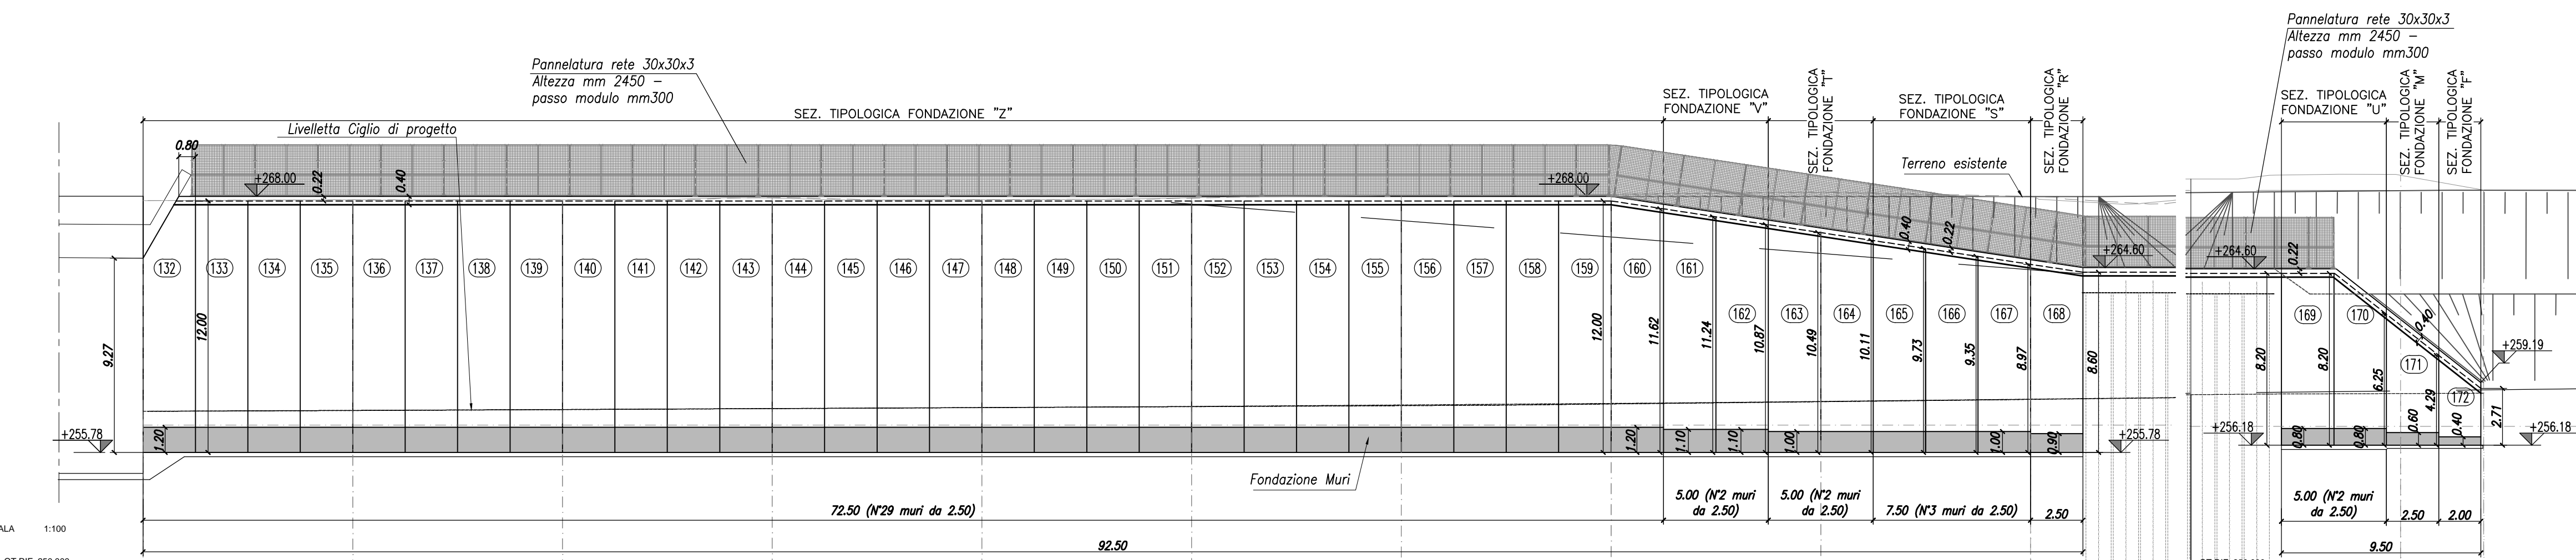 Pannelatura rete 30x30x3
Altezza mm 2450 –
passo modulo mm300
Pannelatura rete 30x30x3
Altezza mm 2450 –
passo modulo mm300
SEZ. TIPOLOGICA FONDAZIONE "Z"
SEZ. TIPOLOGICA
FONDAZIONE "V"
SEZ. TIPOLOGICA
FONDAZIONE "T"
SEZ. TIPOLOGICA
FONDAZIONE "S"
SEZ. TIPOLOGICA
FONDAZIONE "R"
SEZ. TIPOLOGICA
FONDAZIONE "U"
SEZ. TIPOLOGICA
FONDAZIONE "M"
SEZ. TIPOLOGICA
FONDAZIONE "F"
Livelletta Ciglio di progetto
Terreno esistente
0.80
+268.00
0.22
0.40
+268.00
0.40
0.22
+264.60
+264.60
0.22
132 133 134 135 136 137 138 139 140 141 142 143 144 145 146 147 148 149 150 151 152 153 154 155 156 157 158 159 160 161
162 163 164 165 166 167 168 169 170
171
172
9.27
12.00
12.00
11.62
11.24
10.87
10.49
10.11
9.73
9.35
8.97
8.60
8.20
8.20
6.25
4.29
0.40
+259.19
2.71
+255.78
1.20
1.20
1.10
1.10
1.00
1.00
0.90
+255.78
+256.18
0.80
0.80
0.60
0.40
+256.18
Fondazione Muri
72.50 (N°29 muri da 2.50)
5.00 (N°2 muri
da 2.50)
5.00 (N°2 muri
da 2.50)
7.50 (N°3 muri da 2.50)
2.50
5.00 (N°2 muri
da 2.50)
2.50
2.00
92.50
9.50
ALA 1:100